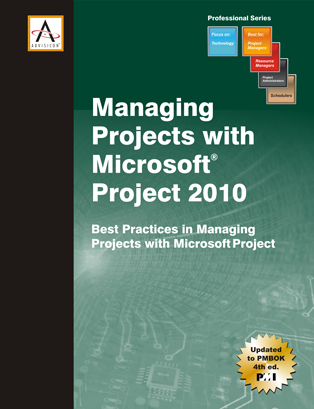 Professional Series
ADVISICON
Focus on:
Technology
Best for:
Project
Managers
Resource
Managers
Project Administrators
Schedulers
Managing
Projects with
Microsoft®
Project 2010
Best Practices in Managing
Projects with Microsoft Project
Updated
to PMBOK
4th ed.
PMI